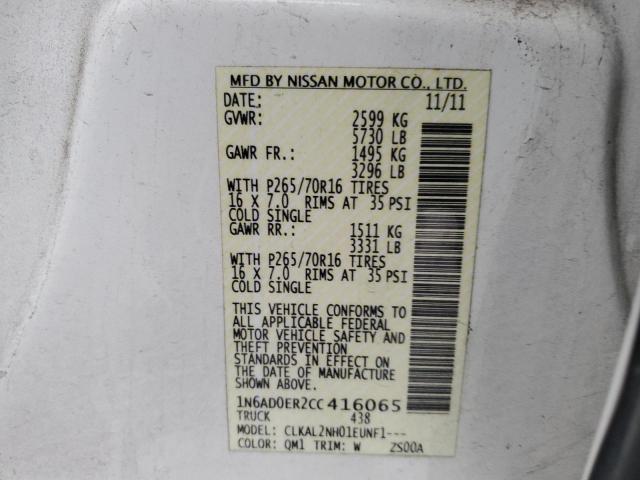 MFD BY NISSAN MOTOR CO., LTD.
DATE: 11/11
GVWR: 2599 KG
5730 LB
GAWR FR.: 1495 KG
3296 LB
WITH P265/70R16 TIRES
16 X 7.0 RIMS AT 35 PSI
COLD SINGLE
GAWR RR.: 1511 KG
3331 LB
WITH P265/70R16 TIRES
16 X 7.0 RIMS AT 35 PSI
COLD SINGLE
THIS VEHICLE CONFORMS TO
ALL APPLICABLE FEDERAL
MOTOR VEHICLE SAFETY AND
THEFT PREVENTION
STANDARDS IN EFFECT ON
THE DATE OF MANUFACTURE
SHOWN ABOVE.
1N6AD0ER2CC416065
TRUCK 438
MODEL: CLKAL2NH01EUNF1---
COLOR: QM1 TRIM: W 2S00A